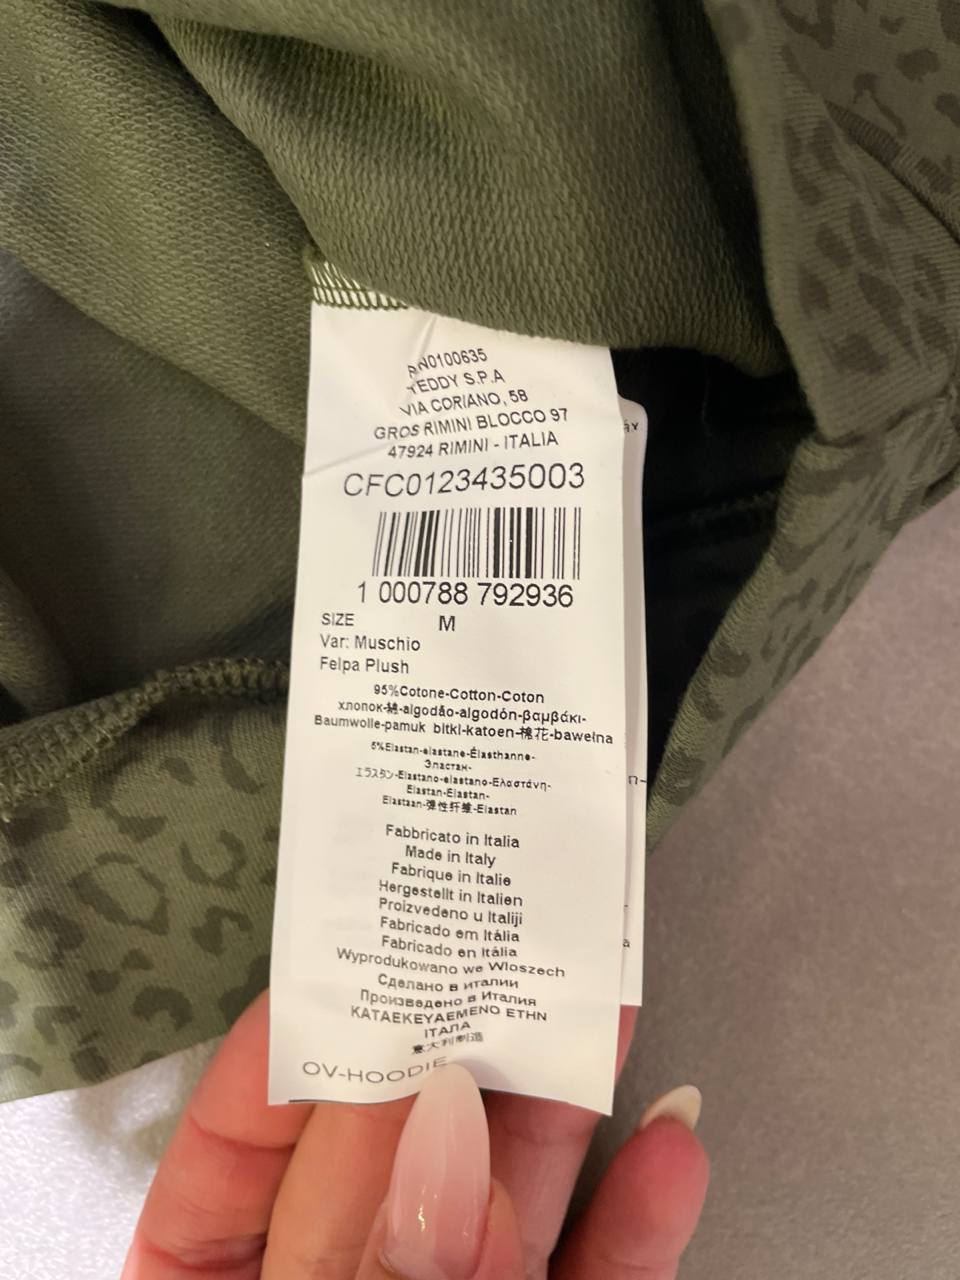 RN0100635
TEDDY S.P.A
VIA CORIANO, 58
GROS RIMINI BLOCCO 97
47924 RIMINI - ITALIA
CFC0123435003
1 000788 792936
SIZE M
Var: Muschio
Felpa Plush
95%Cotone-Cotton-Coton
хлопок-綿-algodão-algodón-βαμβάκι-
Baumwolle-pamuk bitki-katoen-棉花-bawełna
5%Elastan-elastane-Élasthanne-
Эластан-
エラスタン-Elastano-elastano-Ελαστάνη-
Elastan-Elastan-
Elastaan-弹性纤维-Elastan
Fabbricato in Italia
Made in Italy
Fabrique in Italie
Hergestellt in Italien
Proizvedeno u Italiji
Fabricado em Itália
Fabricado en Itália
Wyprodukowano we Wloszech
Сделано в италии
Произведено в Италия
KATAEKEYAEMENO ETHN
ITAΛA
意大利制造
OV-HOODIE